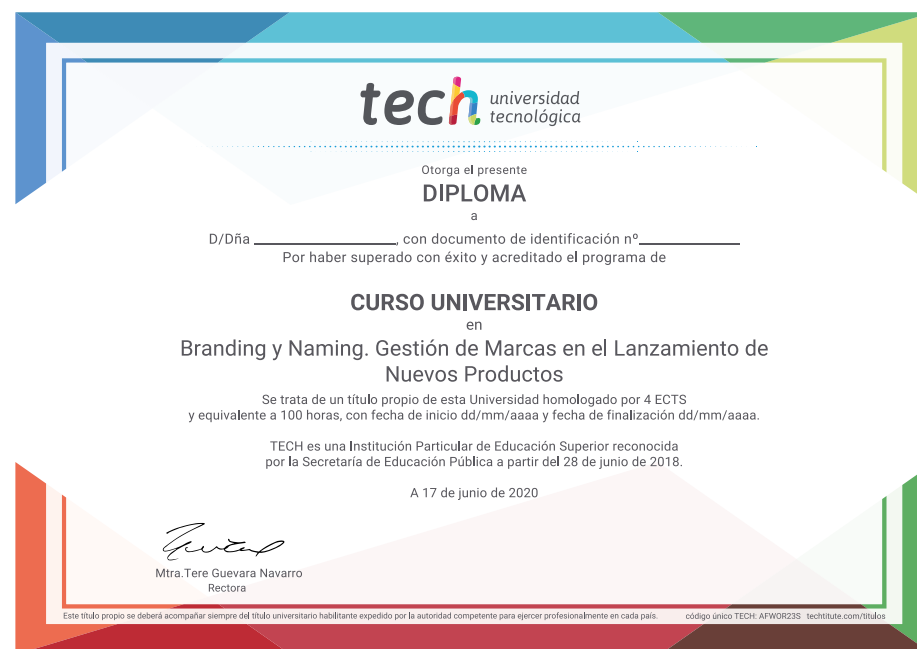 tech universidad
tecnológica
Otorga el presente
DIPLOMA
a
D/Dña ____________, con documento de identificación nº____________
Por haber superado con éxito y acreditado el programa de
CURSO UNIVERSITARIO
en
Branding y Naming. Gestión de Marcas en el Lanzamiento de
Nuevos Productos
Se trata de un título propio de esta Universidad homologado por 4 ECTS
y equivalente a 100 horas, con fecha de inicio dd/mm/aaaa y fecha de finalización dd/mm/aaaa.
TECH es una Institución Particular de Educación Superior reconocida
por la Secretaría de Educación Pública a partir del 28 de junio de 2018.
A 17 de junio de 2020
Mtra.Tere Guevara Navarro
Rectora
Este título propio se deberá acompañar siempre del título universitario habilitante expedido por la autoridad competente para ejercer profesionalmente en cada país. código único TECH: AFWOR23S techtitute.com/titulos